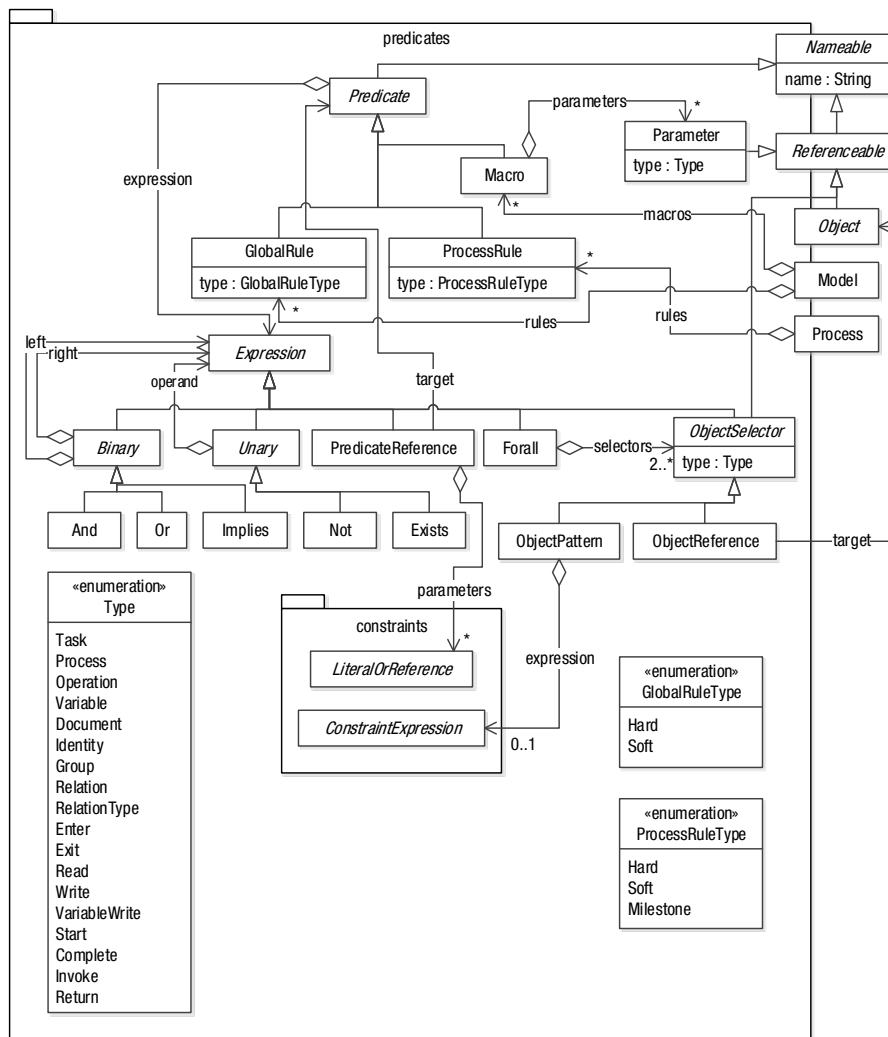 predicates
Nameable
name : String
Predicate
parameters
*
Parameter
type : Type
Referenceable
expression
Macro
*
macros
Object
GlobalRule
type : GlobalRuleType
ProcessRule
type : ProcessRuleType
*
Model
*
rules
rules
Process
left
right
Expression
operand
target
Binary
Unary
PredicateReference
Forall
selectors
2..*
ObjectSelector
type : Type
And
Or
Implies
Not
Exists
ObjectPattern
ObjectReference
target
«enumeration»
Type
Task
Process
Operation
Variable
Document
Identity
Group
Relation
RelationType
Enter
Exit
Read
Write
VariableWrite
Start
Complete
Invoke
Return
parameters
constraints
*
LiteralOrReference
expression
ConstraintExpression
0..1
«enumeration»
GlobalRuleType
Hard
Soft
«enumeration»
ProcessRuleType
Hard
Soft
Milestone